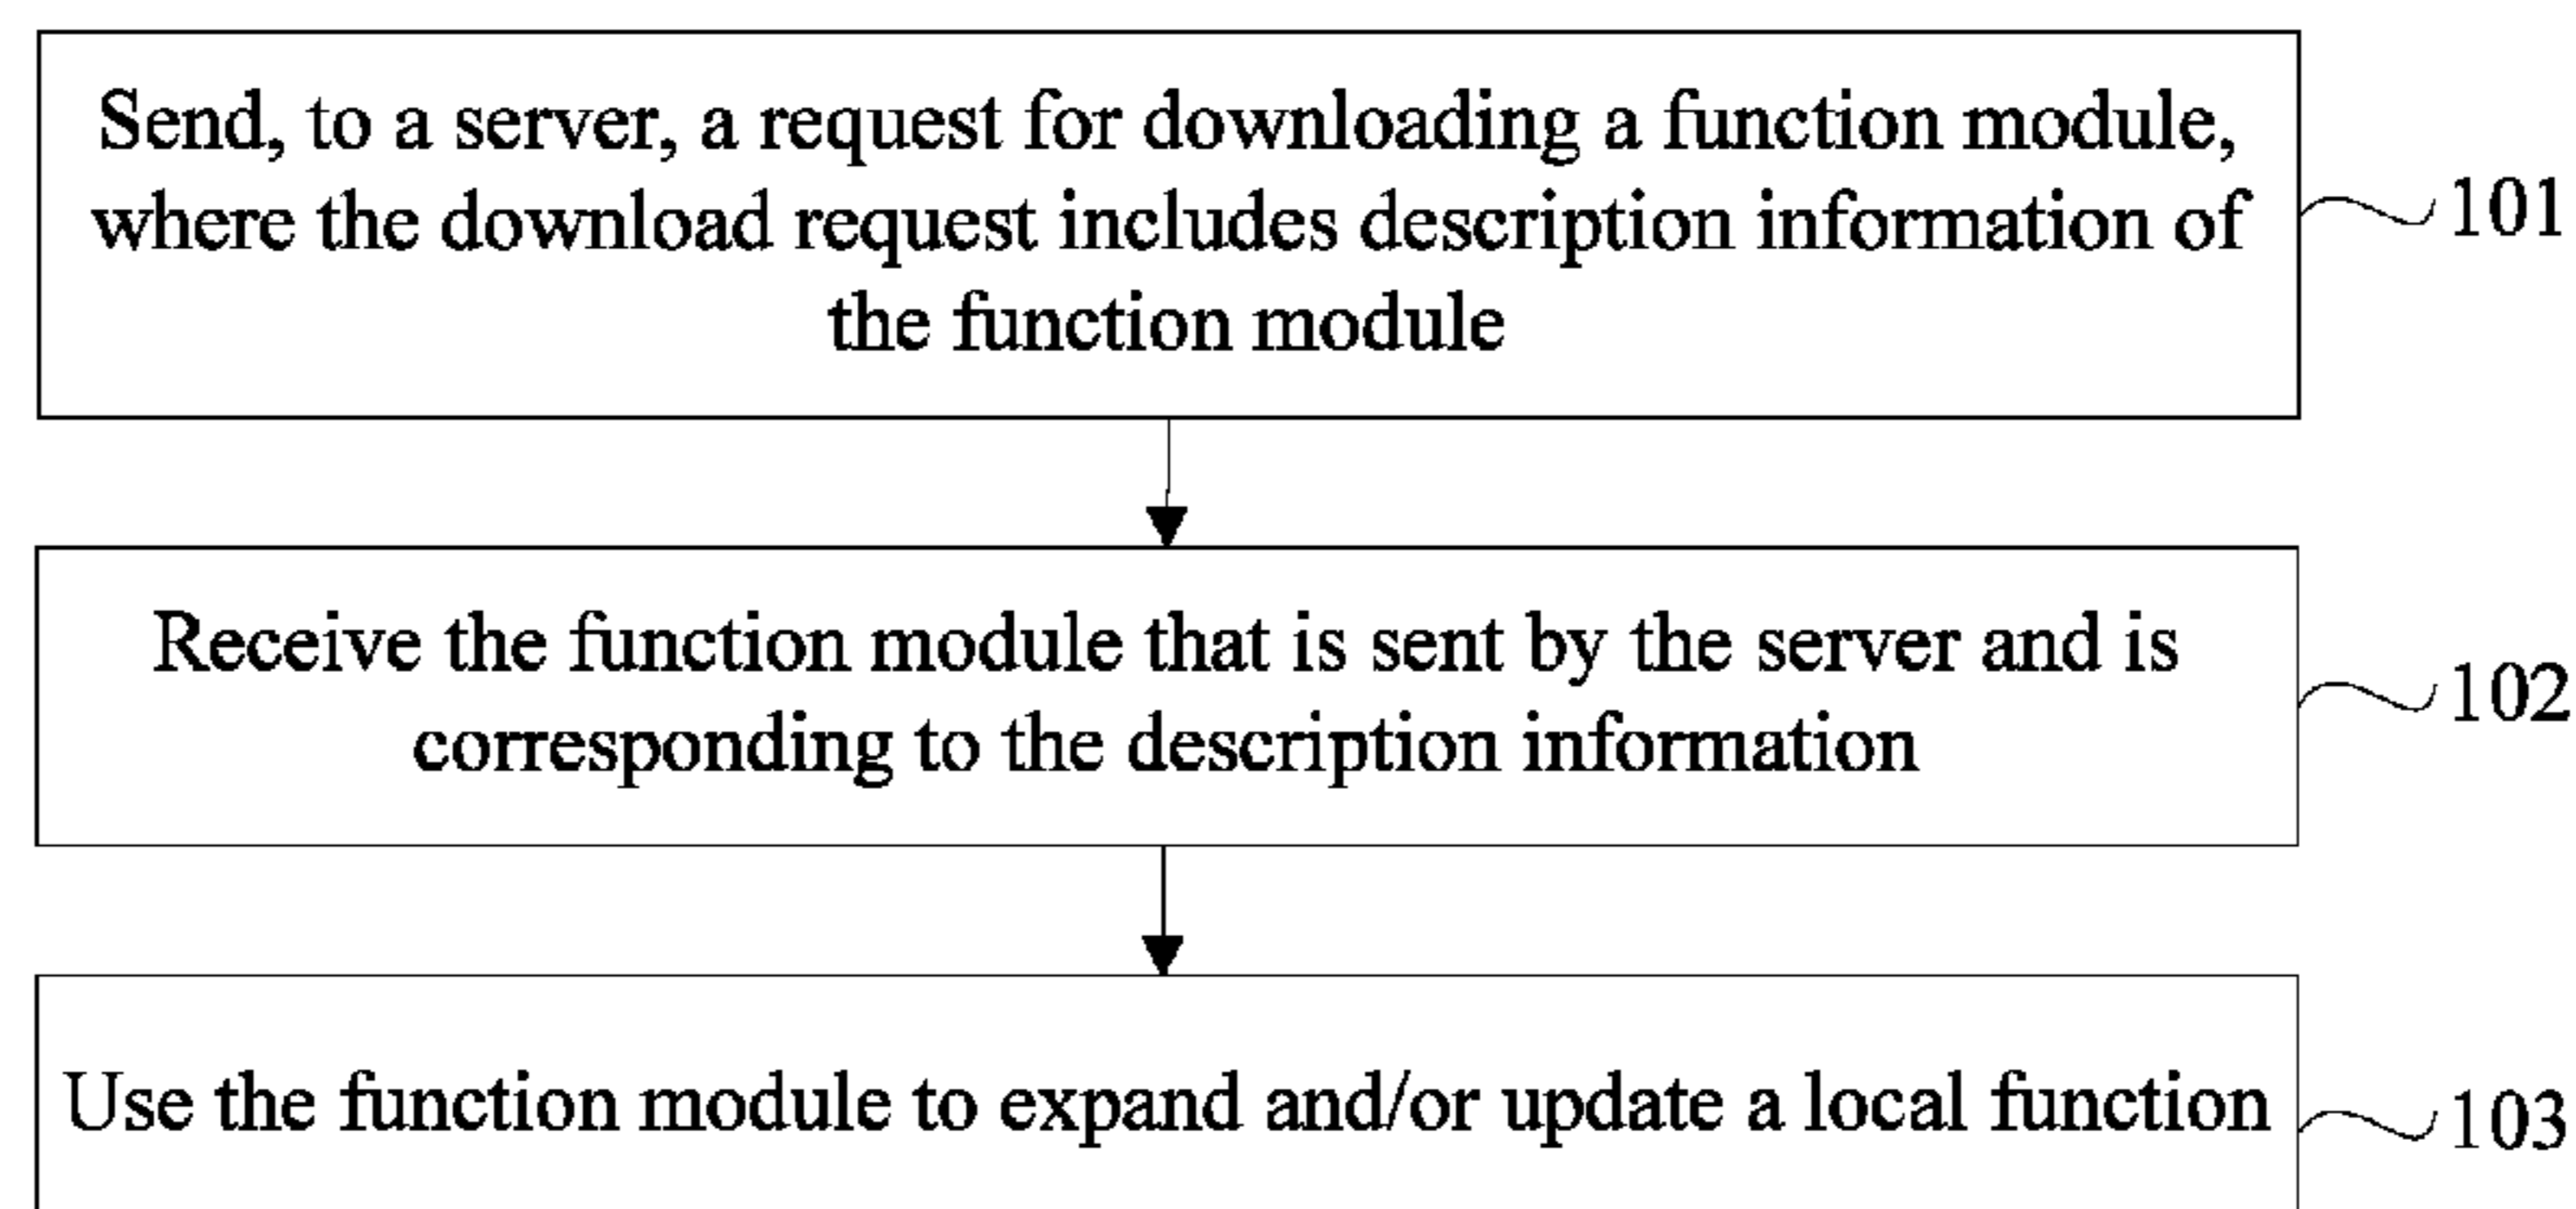 Send, to a server, a request for downloading a function module,
where the download request includes description information of
the function module
101
Receive the function module that is sent by the server and is
corresponding to the description information
102
Use the function module to expand and/or update a local function
103